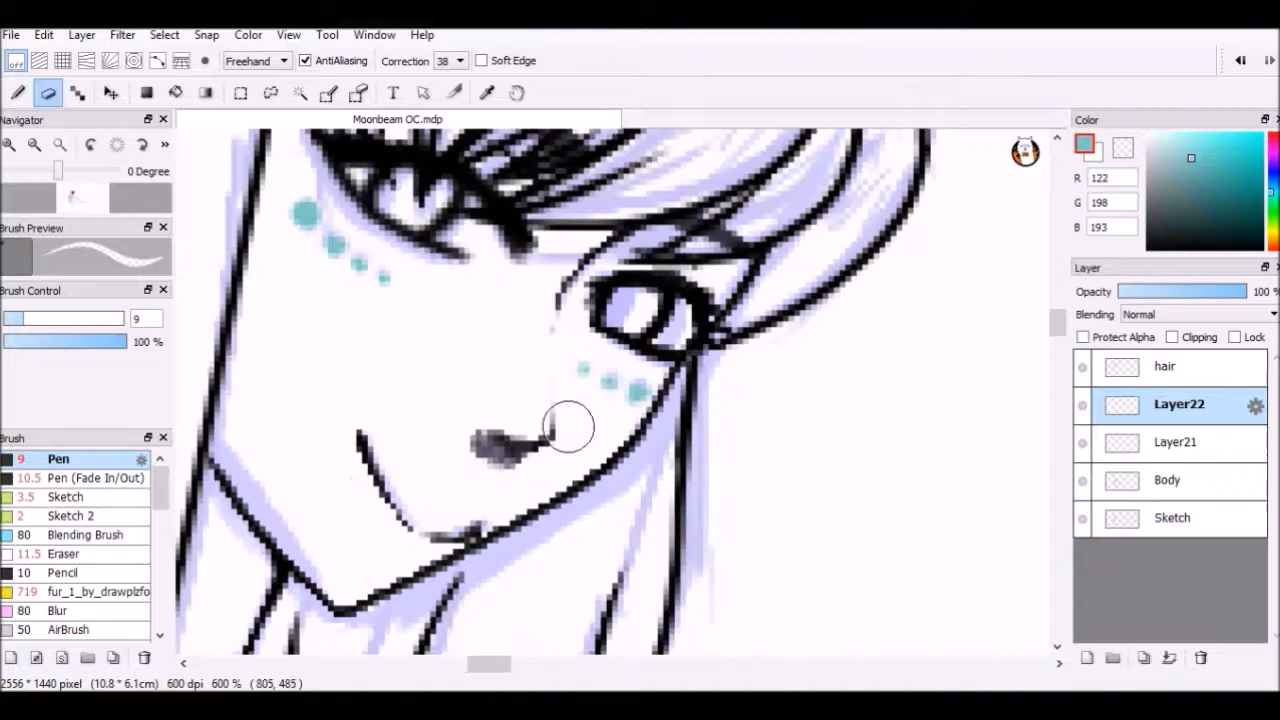 File Edit Layer Filter Select Snap Color View Tool Window Help
off Freehand AntiAliasing Correction 38 Soft Edge
T
Navigator
Moonbeam OC.mdp
Color
0 Degree
R 122
G 198
B 193
Brush Preview
Brush Control
9
100 %
Layer
Opacity 100 %
Blending Normal
Protect Alpha Clipping Lock
hair
Layer22
Layer21
Body
Sketch
Brush
9 Pen
10.5 Pen (Fade In/Out)
3.5 Sketch
2 Sketch 2
80 Blending Brush
11.5 Eraser
10 Pencil
719 fur_1_by_drawplzfo
80 Blur
50 AirBrush
2556 * 1440 pixel (10.8 * 6.1cm) 600 dpi 600 % ( 805, 485 )